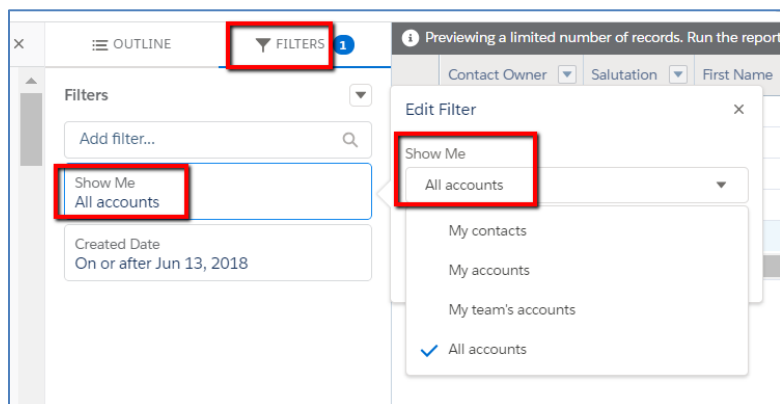 OUTLINE
FILTERS 1
Filters
Add filter...
Show Me
All accounts
Created Date
On or after Jun 13, 2018
Previewing a limited number of records. Run the report
Contact Owner Salutation First Name
Edit Filter
Show Me
All accounts
My contacts
My accounts
My team's accounts
All accounts